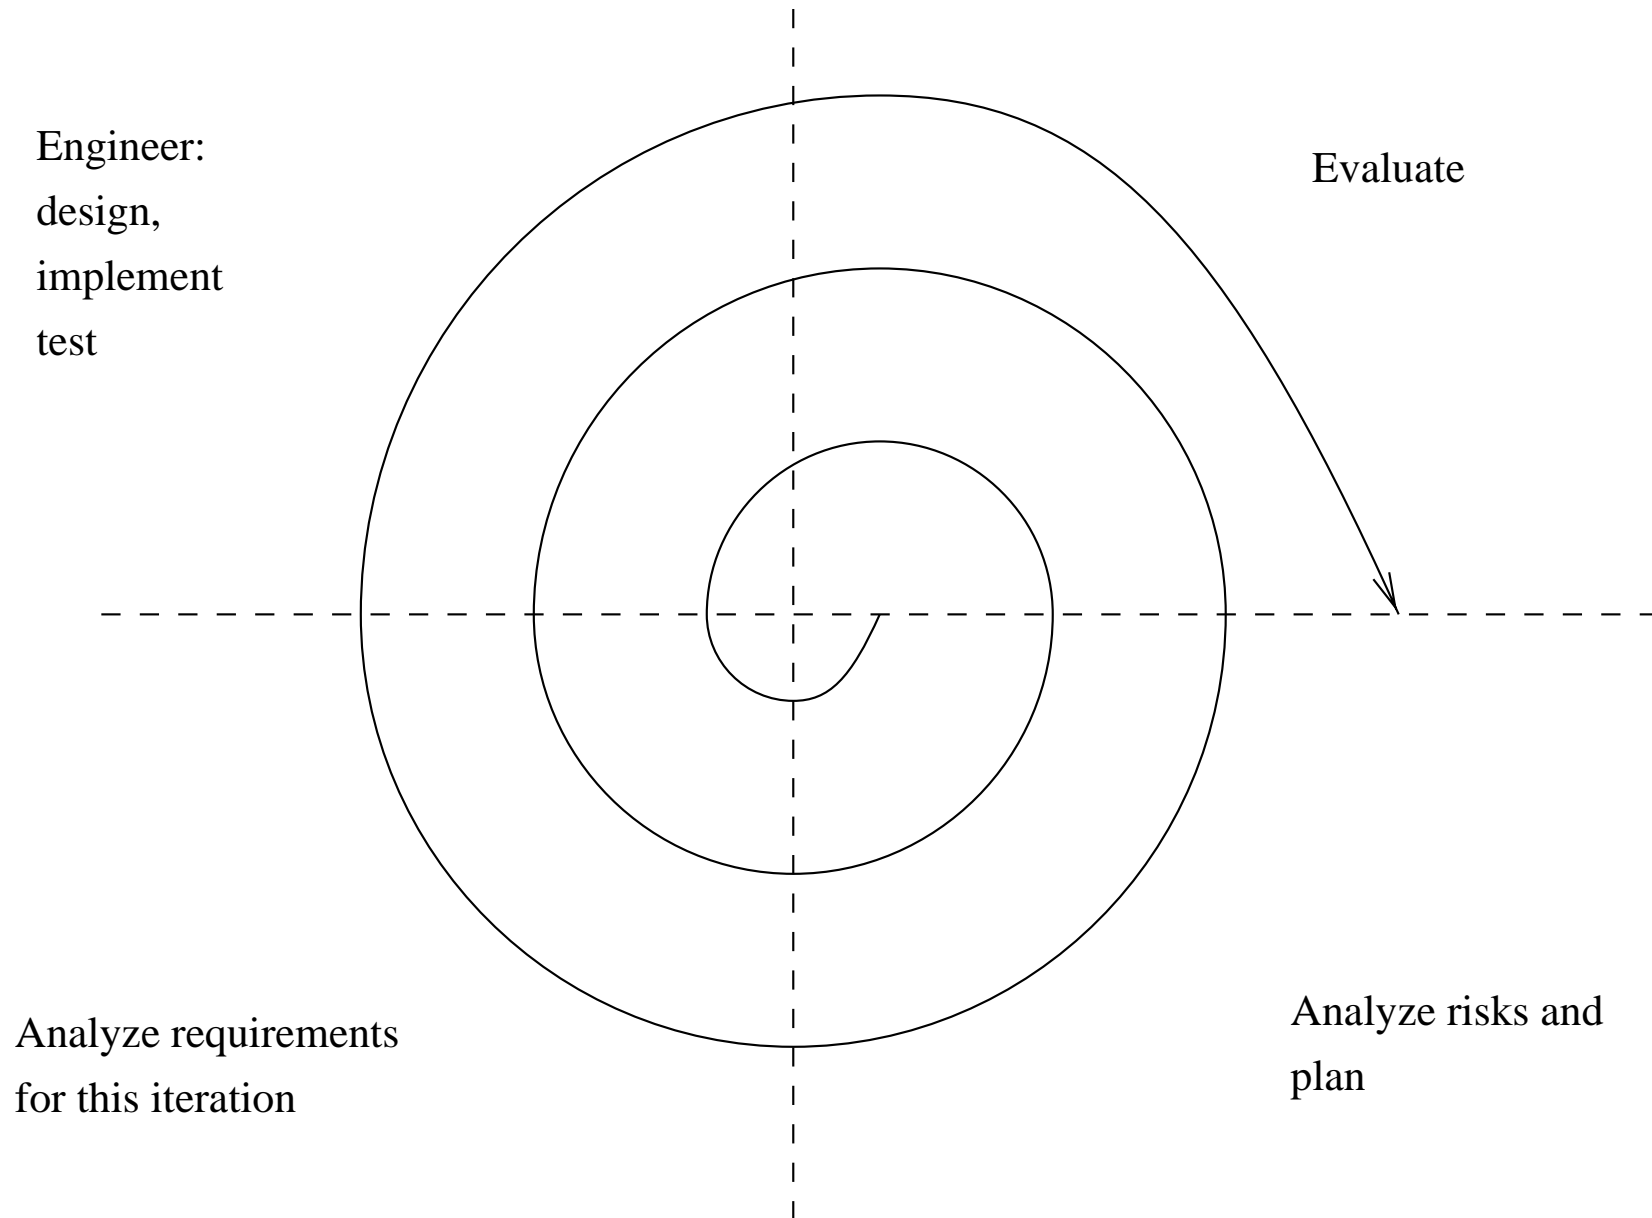 Engineer:
design,
implement
test
Evaluate
Analyze requirements
for this iteration
Analyze risks and
plan